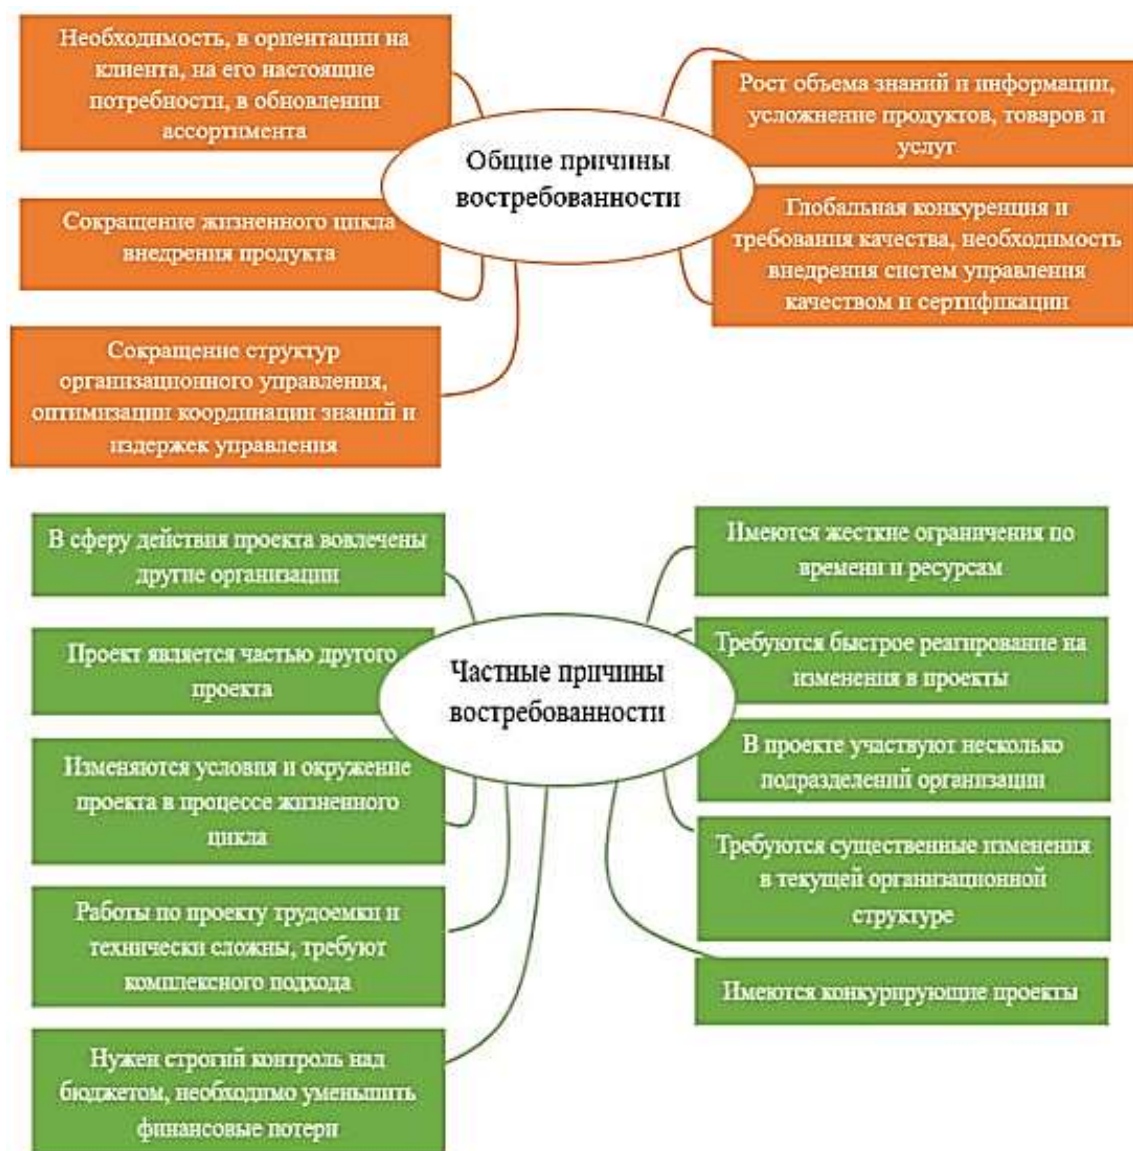 Необходимость, в ориентации на
клиента, на его настоящие
потребности, в обновлении
ассортимента
Общие причины
востребованности
Рост объема знаний и информации,
усложнение продуктов, товаров и
услуг
Сокращение жизненного цикла
внедрения продукта
Глобальная конкуренция и
требования качества, необходимость
внедрения систем управления
качеством и сертификации
Сокращение структур
организационного управления,
оптимизации координации знаний и
издержек управления
В сферу действия проекта вовлечены
другие организации
Имеются жесткие ограничения по
времени и ресурсам
Проект является частью другого
проекта
Частные причины
востребованности
Требуются быстрое реагирование на
изменения в проекты
Изменяются условия и окружение
проекта в процессе жизненного
цикла
В проекте участвуют несколько
подразделений организации
Требуются существенные изменения
в текущей организационной
структуре
Работы по проекту трудоемки и
технически сложны, требуют
комплексного подхода
Имеются конкурирующие проекты
Нужен строгий контроль над
бюджетом, необходимо уменьшить
финансовые потери